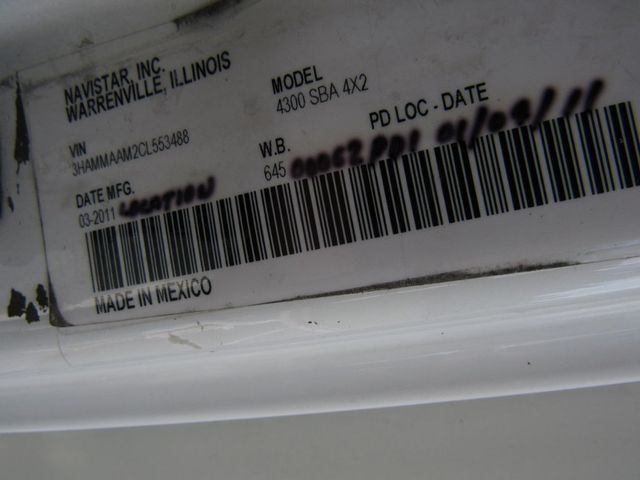 NAVISTAR, INC.
WARRENVILLE, ILLINOIS
MODEL
4300 SBA 4X2
VIN
3HAMMAAM2CL553488
W.B.
645
PD LOC - DATE
DATE MFG.
03-2011 LOCATION
MADE IN MEXICO